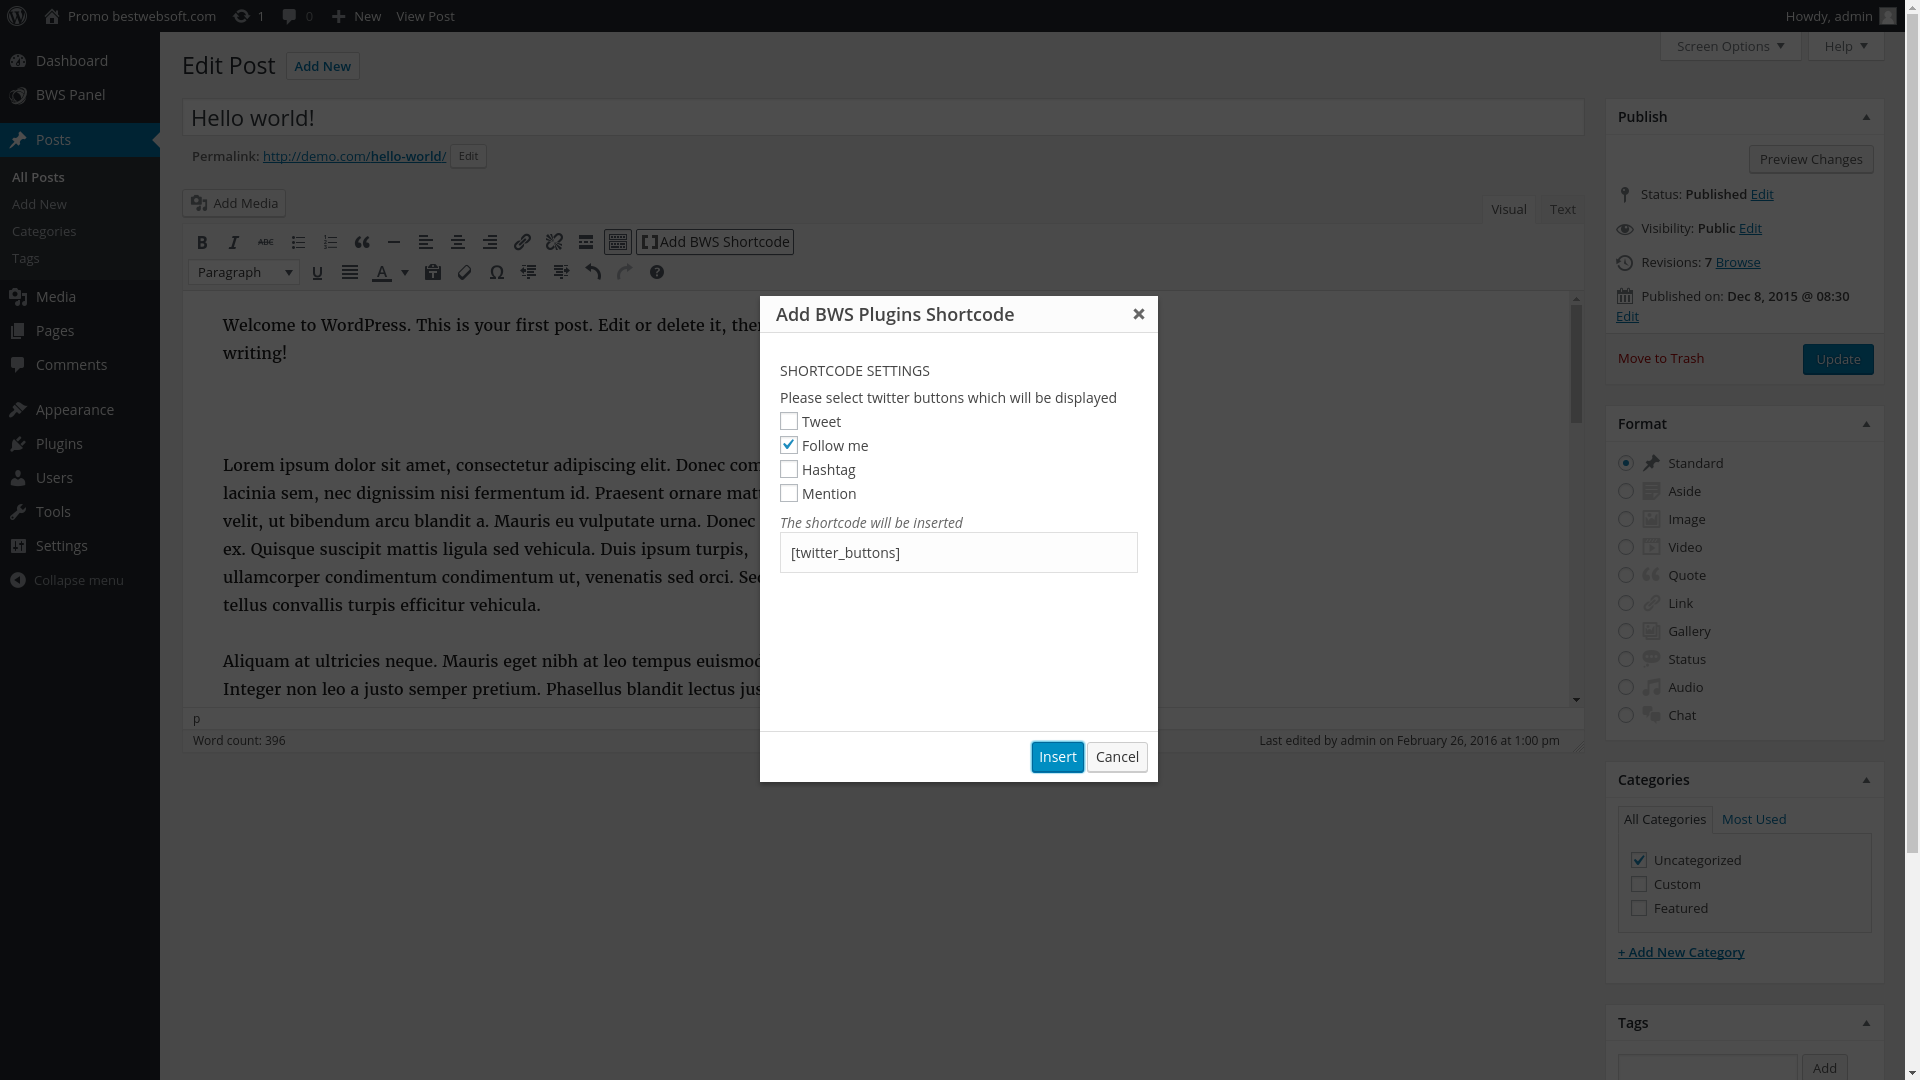 Promo bestwebsoft.com 1 0 New View Post Howdy, admin
Screen Options Help
Dashboard
BWS Panel
Posts
All Posts
Add New
Categories
Tags
Media
Pages
Comments
Appearance
Plugins
Users
Tools
Settings
Collapse menu
Edit Post Add New
Hello world!
Permalink: http://demo.com/hello-world/ Edit
Add Media
Visual Text
B I ABC Add BWS Shortcode
Paragraph U A Ω
Welcome to WordPress. This is your first post. Edit or delete it,
writing!
Lorem ipsum dolor sit amet, consectetur adipiscing elit. Donec
lacinia sem, nec dignissim nisi fermentum id. Praesent ornare
velit, ut bibendum arcu blandit a. Mauris eu vulputate urna. Donec
ex. Quisque suscipit mattis ligula sed vehicula. Duis ipsum turpis,
ullamcorper condimentum condimentum ut, venenatis sed orci.
tellus convallis turpis efficitur vehicula.
Aliquam at ultricies neque. Mauris eget nibh at leo tempus
Integer non leo a justo semper pretium. Phasellus blandit lectus
p
Word count: 396
Last edited by admin on February 26, 2016 at 1:00 pm
Add BWS Plugins Shortcode
SHORTCODE SETTINGS
Please select twitter buttons which will be displayed
Tweet
Follow me
Hashtag
Mention
The shortcode will be inserted
[twitter_buttons]
Insert Cancel
Publish
Preview Changes
Status: Published Edit
Visibility: Public Edit
Revisions: 7 Browse
Published on: Dec 8, 2015 @ 08:30
Edit
Move to Trash Update
Format
Standard
Aside
Image
Video
Quote
Link
Gallery
Status
Audio
Chat
Categories
All Categories Most Used
Uncategorized
Custom
Featured
+ Add New Category
Tags
Add